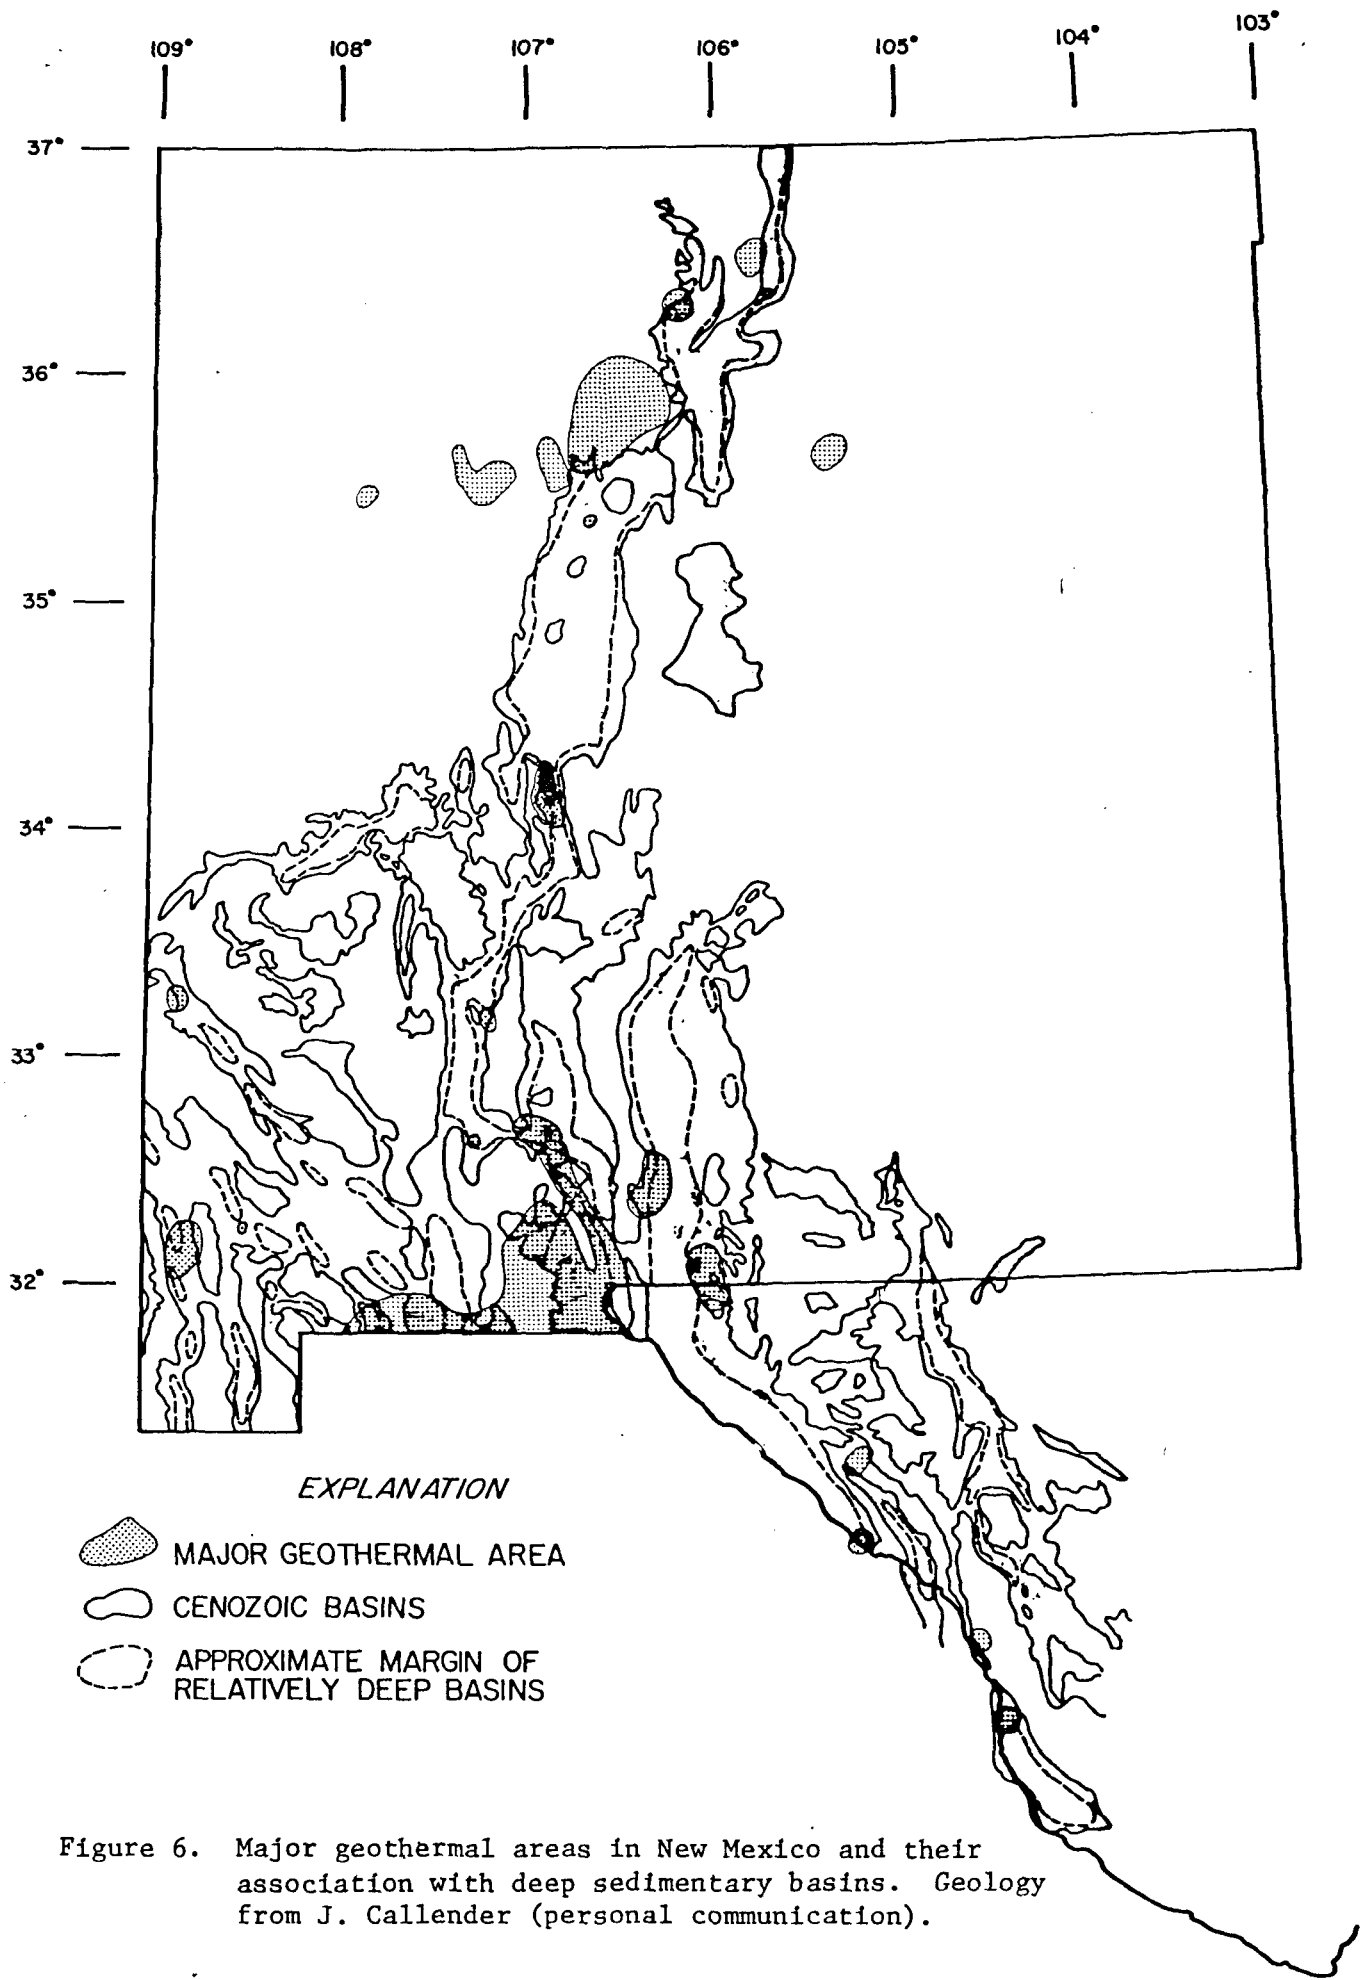 109° 108° 107° 106° 105° 104° 103°
37°
36°
35°
34°
33°
32°
EXPLANATION
MAJOR GEOTHERMAL AREA
CENOZOIC BASINS
APPROXIMATE MARGIN OF
RELATIVELY DEEP BASINS
Figure 6. Major geothermal areas in New Mexico and their
association with deep sedimentary basins. Geology
from J. Callender (personal communication).